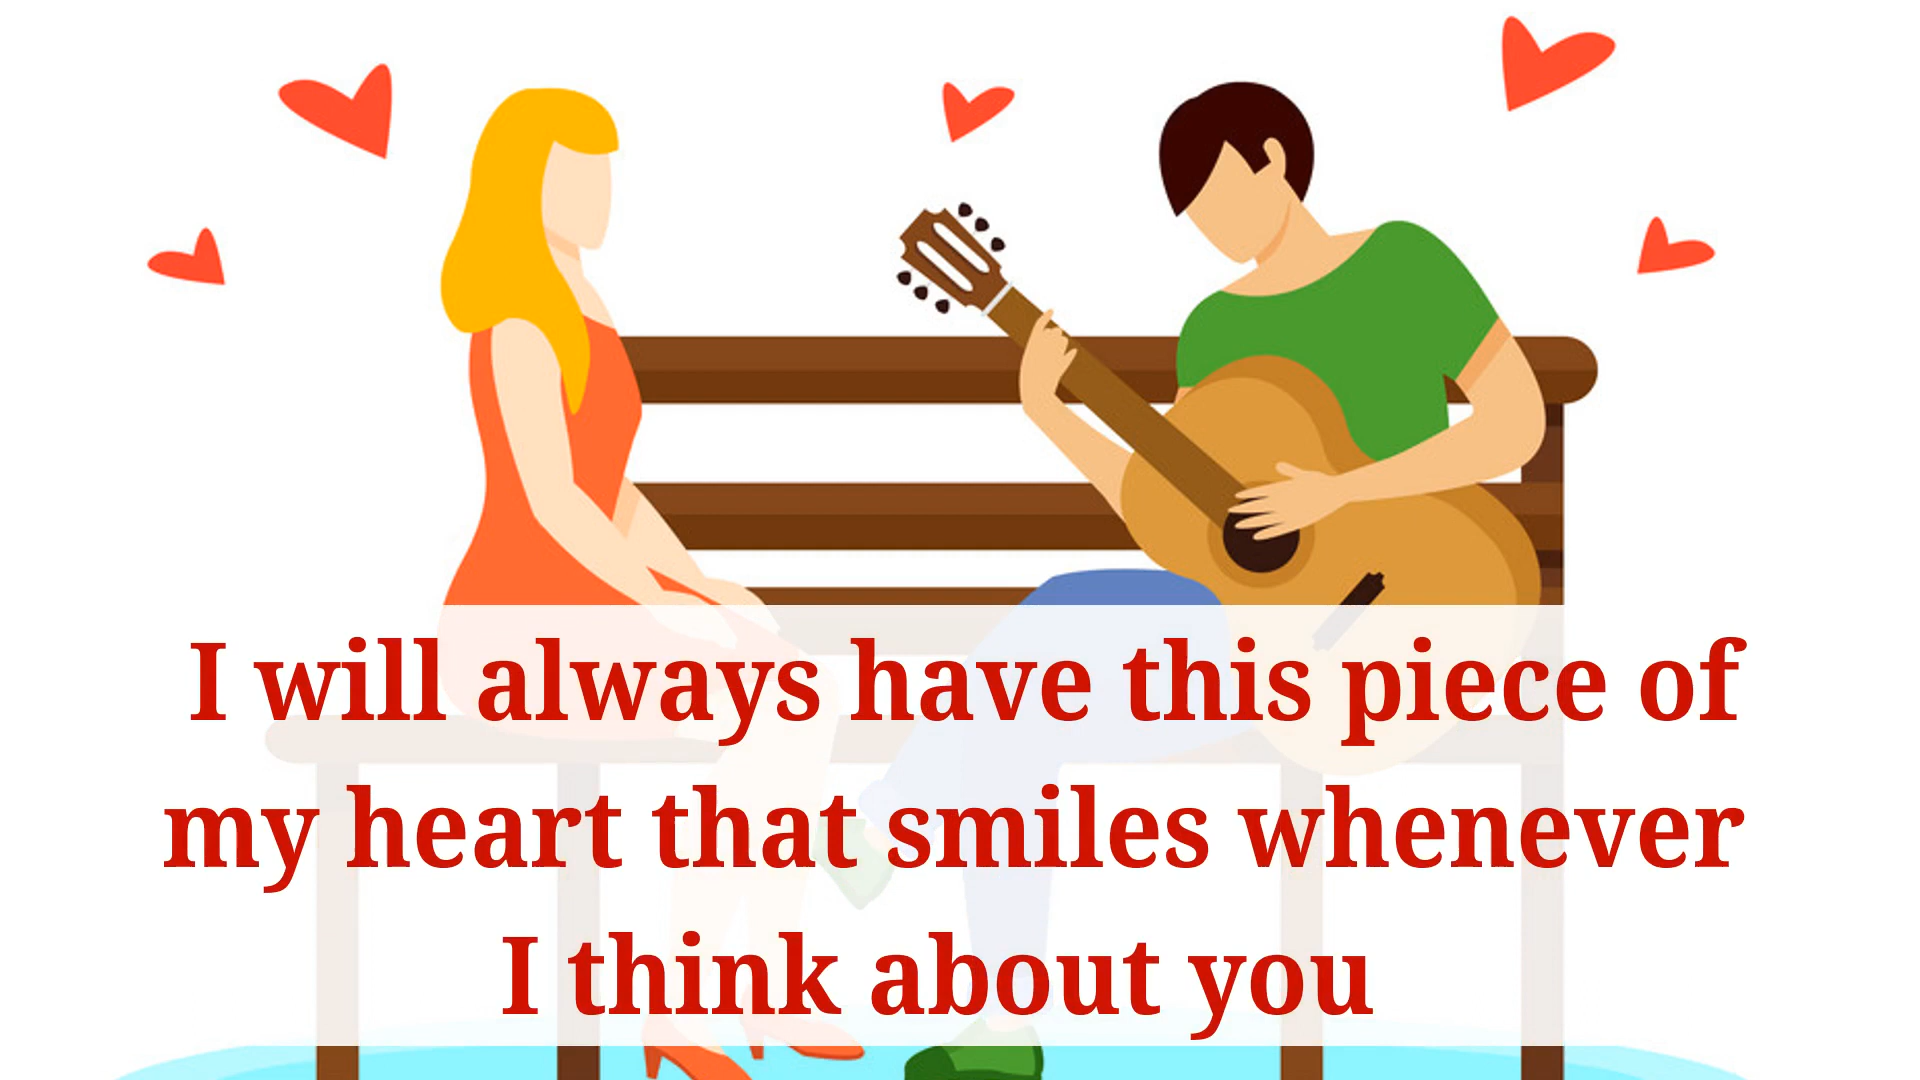 I will always have this piece of
my heart that smiles whenever
I think about you